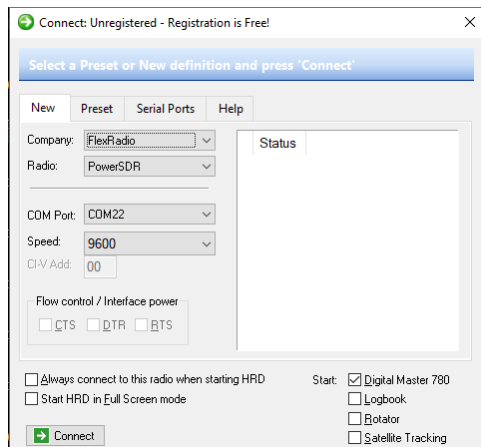 Connect: Unregistered - Registration is Free!
Select a Preset or New definition and press 'Connect'
New Preset Serial Ports Help
Company: FlexRadio
Radio: PowerSDR
Status
COM Port: COM22
Speed: 9600
CI-V Add: 00
Flow control / Interface power
CTS DTR RTS
Always connect to this radio when starting HRD
Start HRD in Full Screen mode
Start: Digital Master 780
Logbook
Rotator
Satellite Tracking
Connect